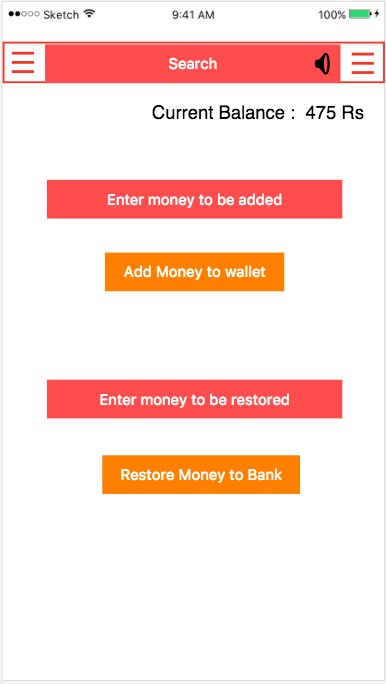 Sketch 9:41 AM 100%
Search
Current Balance : 475 Rs
Enter money to be added
Add Money to wallet
Enter money to be restored
Restore Money to Bank